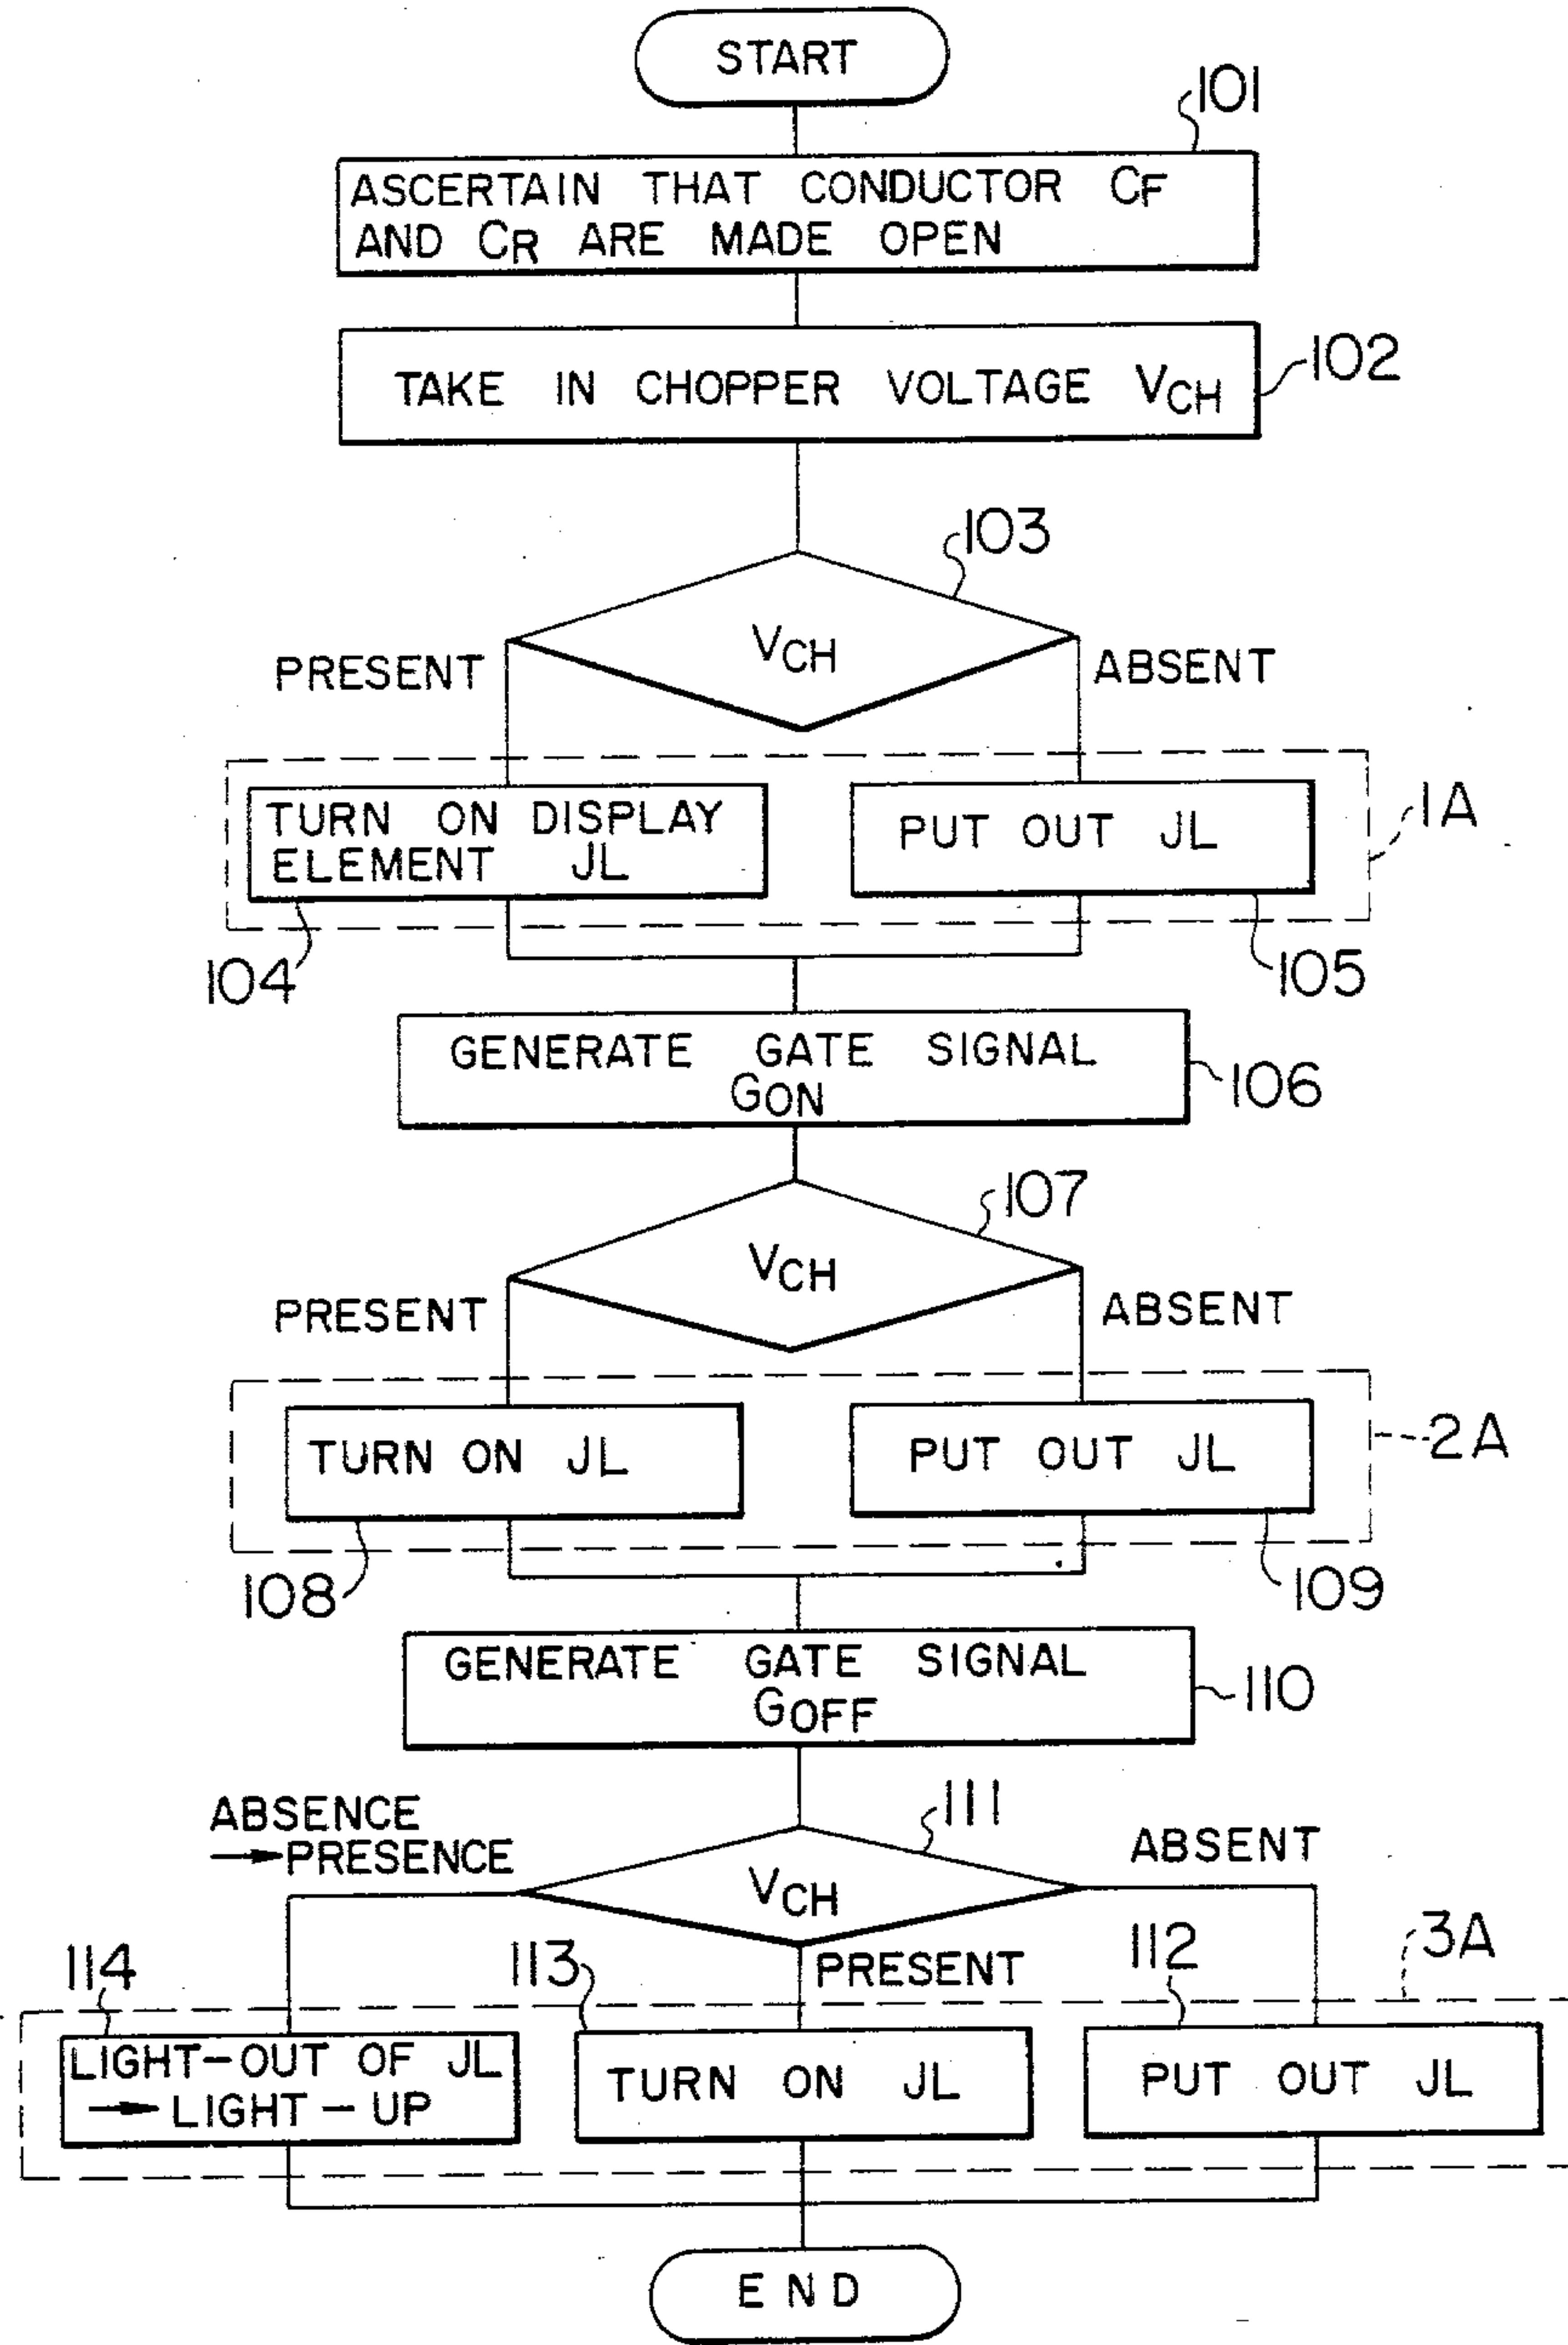 START
101
ASCERTAIN THAT CONDUCTOR CF
AND CR ARE MADE OPEN
TAKE IN CHOPPER VOLTAGE VCH
102
103
VCH
PRESENT
ABSENT
TURN ON DISPLAY
ELEMENT JL
PUT OUT JL
1A
104
105
GENERATE GATE SIGNAL
GON
106
107
VCH
PRESENT
ABSENT
TURN ON JL
PUT OUT JL
2A
108
109
GENERATE GATE SIGNAL
GOFF
110
111
ABSENCE
→PRESENCE
VCH
ABSENT
PRESENT
114
113
112
3A
LIGHT-OUT OF JL
→ LIGHT-UP
TURN ON JL
PUT OUT JL
END